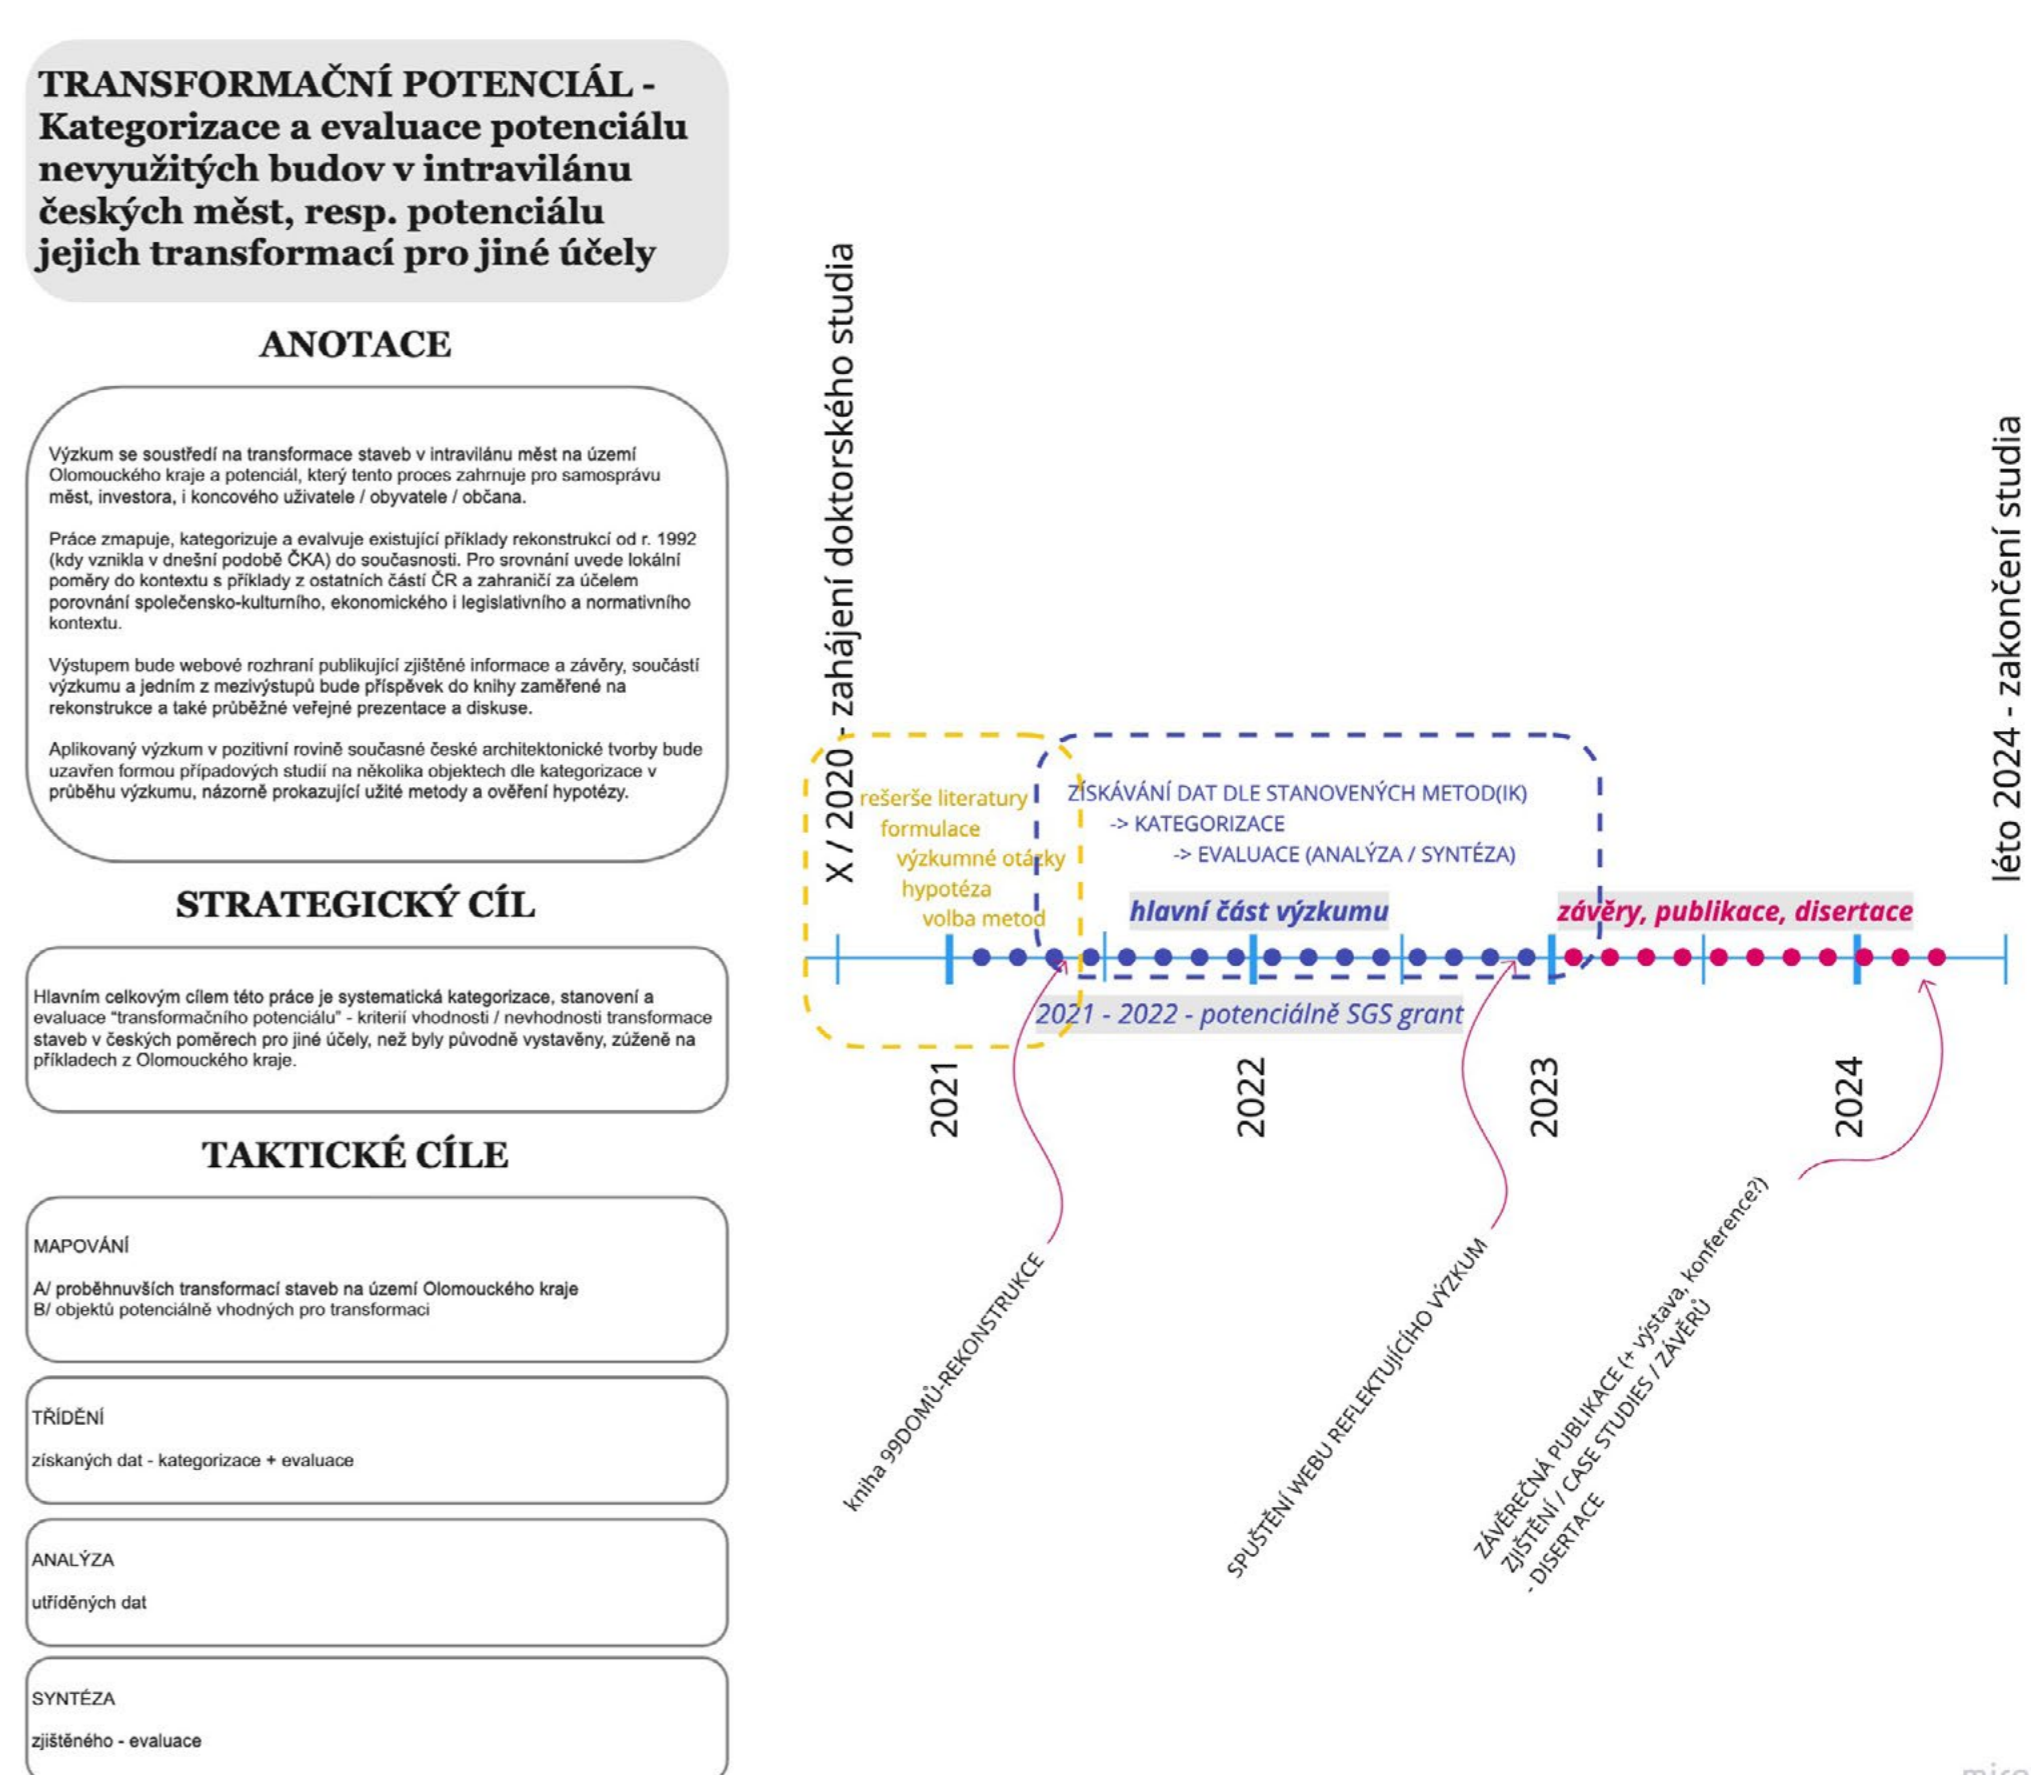 TRANSFORMAČNÍ POTENCIÁL -
Kategorizace a evaluace potenciálu
nevyužitých budov v intravilánu
českých měst, resp. potenciálu
jejich transformací pro jiné účely
ANOTACE
Výzkum se soustředí na transformace staveb v intravilánu měst na území
Olomouckého kraje a potenciál, který tento proces zahrnuje pro samosprávu
měst, investora, i koncového uživatele / obyvatele / občana.
Práce zmapuje, kategorizuje a evalvuje existující příklady rekonstrukcí od r. 1992
(kdy vznikla v dnešní podobě ČKA) do současnosti. Pro srovnání uvede lokální
poměry do kontextu s příklady z ostatních částí ČR a zahraničí za účelem
porovnání společensko-kulturního, ekonomického i legislativního a normativního
kontextu.
Výstupem bude webové rozhraní publikující zjištěné informace a závěry, součástí
výzkumu a jedním z mezivýstupů bude příspěvek do knihy zaměřené na
rekonstrukce a také průběžné veřejné prezentace a diskuse.
Aplikovaný výzkum v pozitivní rovině současné české architektonické tvorby bude
uzavřen formou případových studií na několika objektech dle kategorizace v
průběhu výzkumu, názorně prokazující užité metody a ověření hypotézy.
STRATEGICKÝ CÍL
Hlavním celkovým cílem této práce je systematická kategorizace, stanovení a
evaluace "transformačního potenciálu" - kriterií vhodnosti / nevhodnosti transformace
staveb v českých poměrech pro jiné účely, než byly původně vystavěny, zúženě na
příkladech z Olomouckého kraje.
TAKTICKÉ CÍLE
MAPOVÁNÍ
A/ proběhnuvších transformací staveb na území Olomouckého kraje
B/ objektů potenciálně vhodných pro transformaci
TŘÍDĚNÍ
získaných dat - kategorizace + evaluace
ANALÝZA
utříděných dat
SYNTÉZA
zjištěného - evaluace
X / 2020 - zahájení doktorského studia
léto 2024 - zakončení studia
rešerše literatury
formulace
výzkumné otázky
hypotéza
volba metod
ZÍSKÁVÁNÍ DAT DLE STANOVENÝCH METOD(IK)
-> KATEGORIZACE
-> EVALUACE (ANALÝZA / SYNTÉZA)
hlavní část výzkumu
závěry, publikace, disertace
2021 - 2022 - potenciálně SGS grant
2021
2022
2023
2024
kniha 99DOMŮ-REKONSTRUKCE
SPUŠTĚNÍ WEBU REFLEKTUJÍCÍHO VÝZKUM
ZÁVĚREČNÁ PUBLIKACE (+ výstava, konference?)
ZJIŠTĚNÍ / CASE STUDIES / ZÁVĚRŮ
- DISERTACE